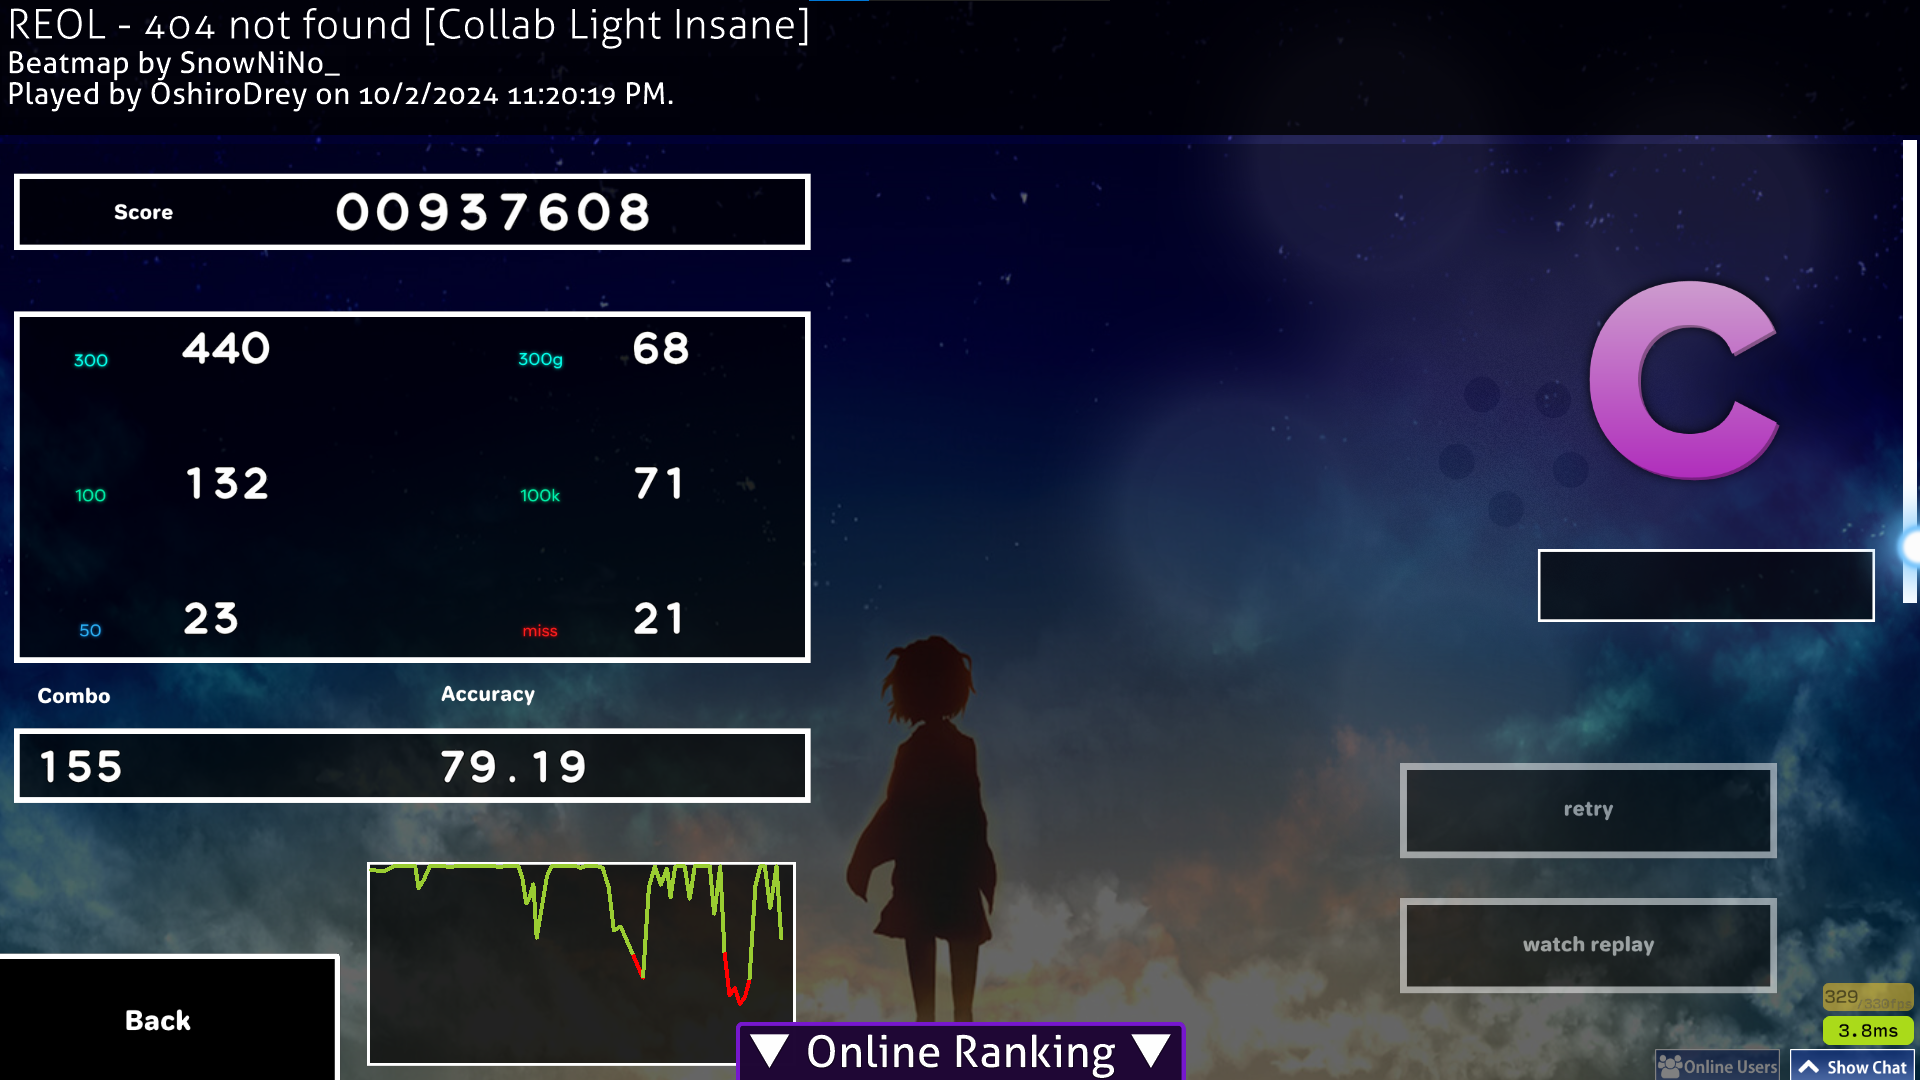 REOL - 404 not found [Collab Light Insane]
Beatmap by SnowNiNo_
Played by OshiroDrey on 10/2/2024 11:20:19 PM.
Score 00937608
300 440 300g 68
100 132 100k 71
50 23 miss 21
Combo Accuracy
155 79.19
C
retry
watch replay
Back
▼ Online Ranking ▼
329/330fps
3.8ms
Online Users Show Chat